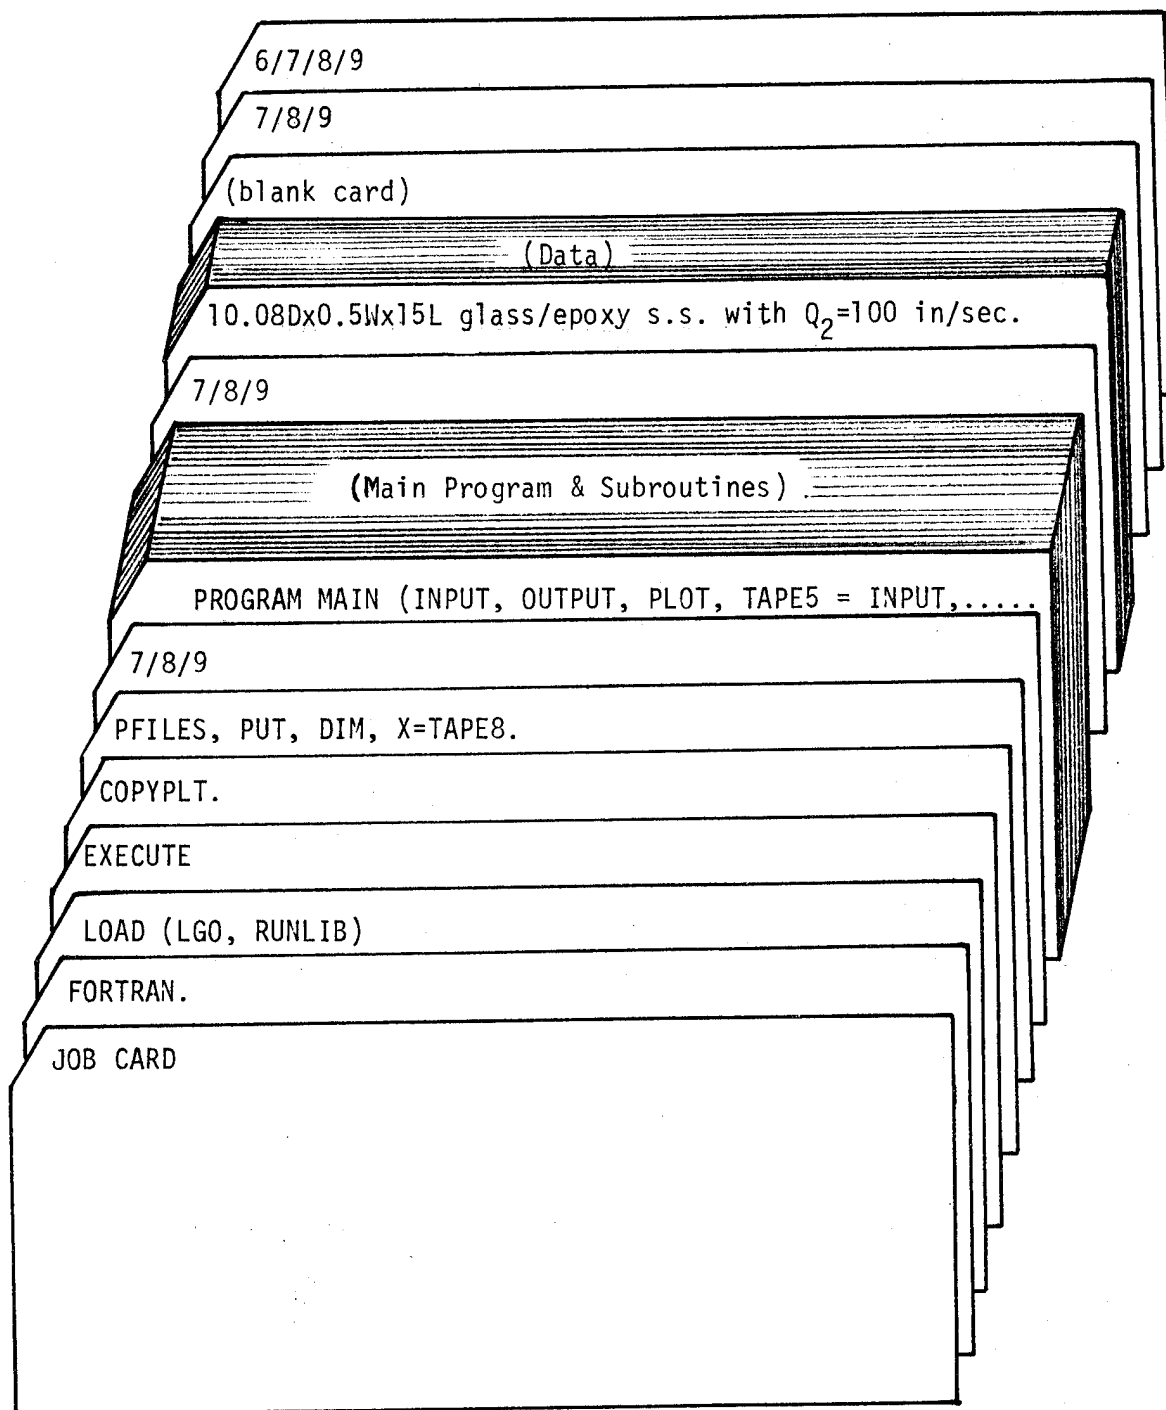 6/7/8/9
7/8/9
(blank card)
(Data)
10.08Dx0.5Wx15L glass/epoxy s.s. with Q₂=100 in/sec.
7/8/9
(Main Program & Subroutines)
PROGRAM MAIN (INPUT, OUTPUT, PLOT, TAPE5 = INPUT,.....
7/8/9
PFILES, PUT, DIM, X=TAPE8.
COPYPLT.
EXECUTE
LOAD (LGO, RUNLIB)
FORTRAN.
JOB CARD